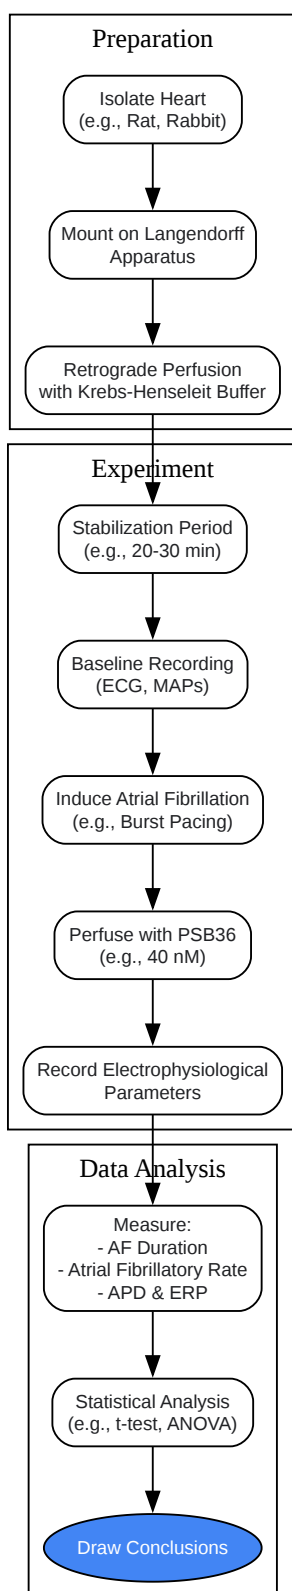 Preparation
Isolate Heart
(e.g., Rat, Rabbit)
Mount on Langendorff
Apparatus
Retrograde Perfusion
with Krebs-Henseleit Buffer
Experiment
Stabilization Period
(e.g., 20-30 min)
Baseline Recording
(ECG, MAPs)
Induce Atrial Fibrillation
(e.g., Burst Pacing)
Perfuse with PSB36
(e.g., 40 nM)
Record Electrophysiological
Parameters
Data Analysis
Measure:
- AF Duration
- Atrial Fibrillatory Rate
- APD & ERP
Statistical Analysis
(e.g., t-test, ANOVA)
Draw Conclusions